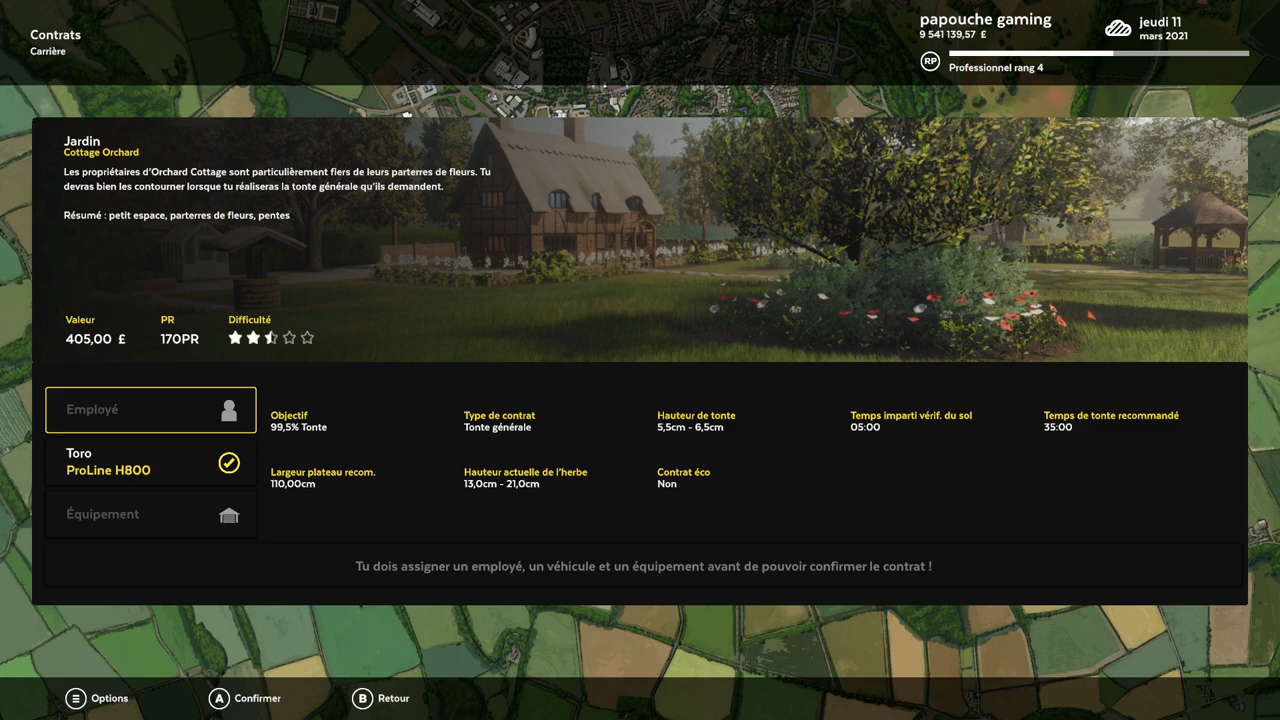 Contrats
Carrière
papouche gaming
9 541 139,57 £
jeudi 11
mars 2021
RP
Professionnel rang 4
Jardin
Cottage Orchard
Les propriétaires d'Orchard Cottage sont particulièrement fiers de leurs parterres de fleurs. Tu
devras bien les contourner lorsque tu réaliseras la tonte générale qu'ils demandent.
Résumé : petit espace, parterres de fleurs, pentes
Valeur
405,00 £
PR
170PR
Difficulté
Employé
Toro
ProLine H800
Équipement
Objectif
99,5% Tonte
Type de contrat
Tonte générale
Hauteur de tonte
5,5cm - 6,5cm
Temps imparti vérif. du sol
05:00
Temps de tonte recommandé
35:00
Largeur plateau recom.
110,00cm
Hauteur actuelle de l'herbe
13,0cm - 21,0cm
Contrat éco
Non
Tu dois assigner un employé, un véhicule et un équipement avant de pouvoir confirmer le contrat !
Options
A Confirmer
B Retour